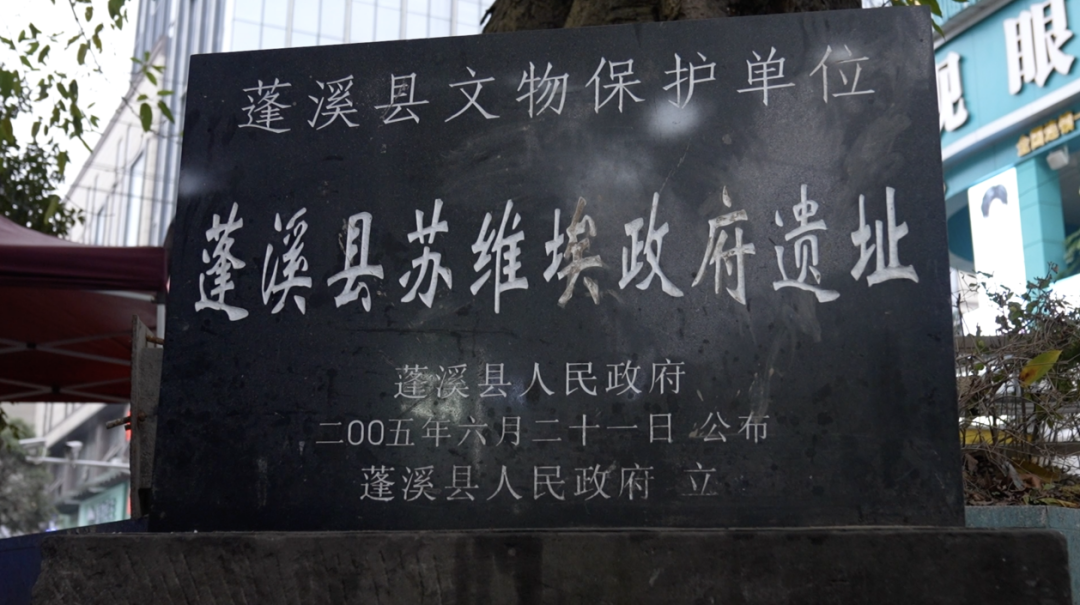 蓬溪县文物保护单位
蓬溪县苏维埃政府遗址
蓬溪县人民政府
二00五年六月二十一日 公布
蓬溪县人民政府 立
眼